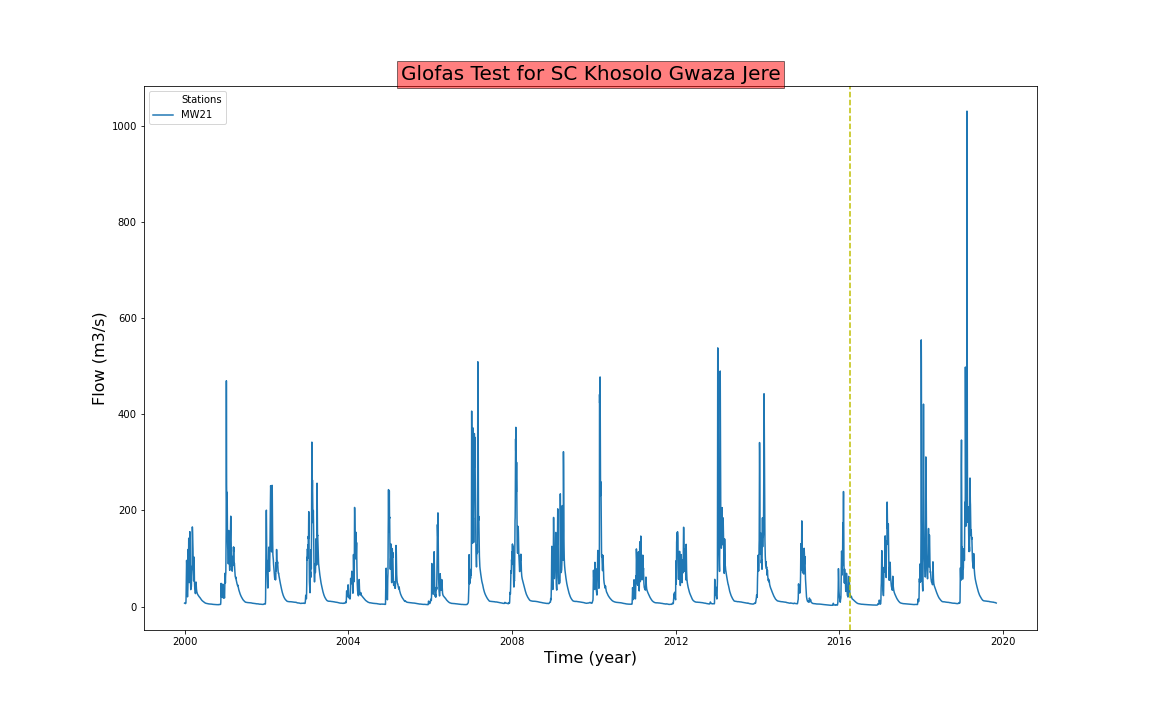 Glofas Test for SC Khosolo Gwaza Jere
Stations
MW21
1000
800
600
400
200
0
Flow (m3/s)
2000 2004 2008 2012 2016 2020
Time (year)